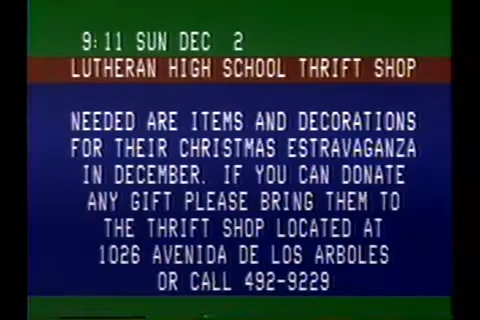 9:11 SUN DEC 2
LUTHERAN HIGH SCHOOL THRIFT SHOP
NEEDED ARE ITEMS AND DECORATIONS
FOR THEIR CHRISTMAS ESTRAVAGANZA
IN DECEMBER. IF YOU CAN DONATE
ANY GIFT PLEASE BRING THEM TO
THE THRIFT SHOP LOCATED AT
1026 AVENIDA DE LOS ARBOLES
OR CALL 492-9229